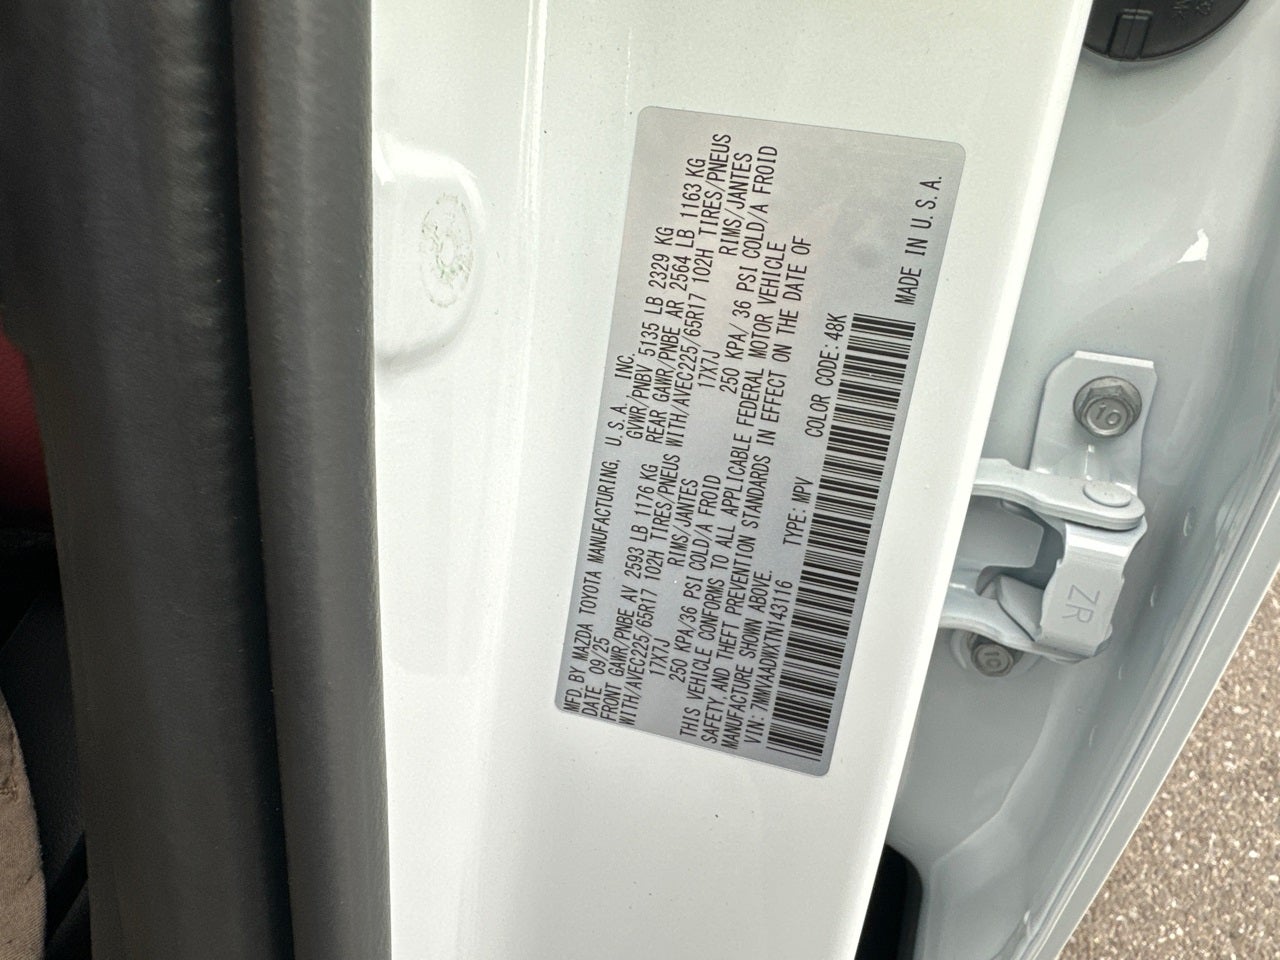 MFD. BY MAZDA TOYOTA MANUFACTURING, U.S.A. INC.
DATE 09/25 GVWR/PNBV 5135 LB 2329 KG
FRONT GAWR/PNBE AV 2593 LB 1176 KG REAR GAWR/PNBE AR 2564 LB 1163 KG
WITH/AVEC225/65R17 102H TIRES/PNEUS WITH/AVEC225/65R17 102H TIRES/PNEUS
17X7J RIMS/JANTES 17X7J RIMS/JANTES
250 KPA/36 PSI COLD/A FROID 250 KPA/ 36 PSI COLD/A FROID
THIS VEHICLE CONFORMS TO ALL APPLICABLE FEDERAL MOTOR VEHICLE
SAFETY AND THEFT PREVENTION STANDARDS IN EFFECT ON THE DATE OF
MANUFACTURE SHOWN ABOVE.
VIN: 7MMVAADWXTN143116 TYPE: MPV COLOR CODE: 48K
MADE IN U.S.A.
10
ZR
10